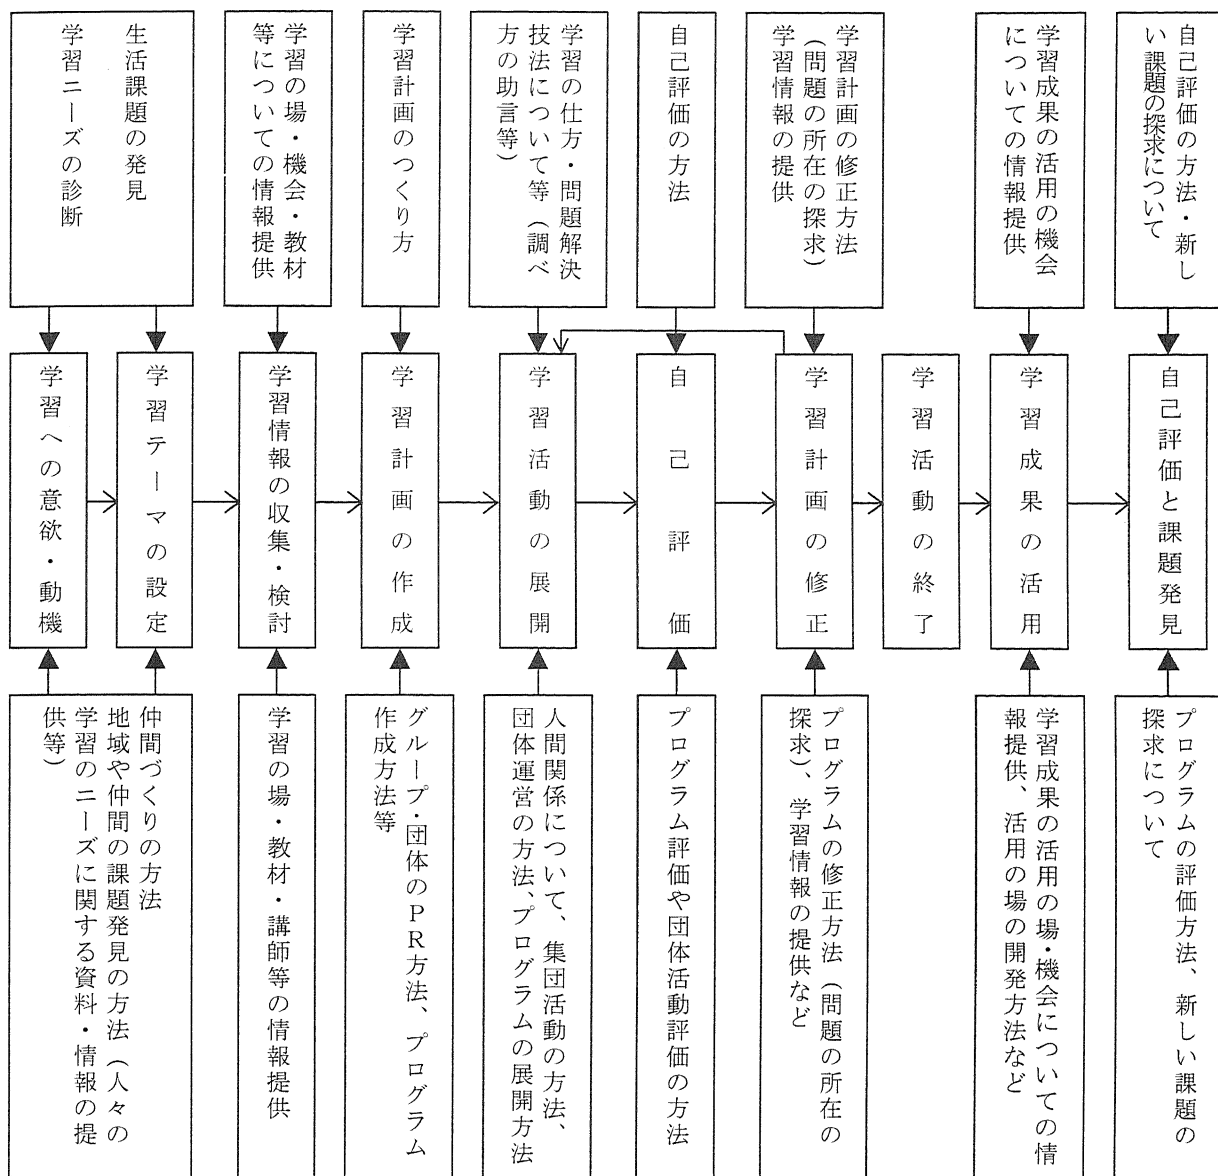 生活課題の発見
学習ニーズの診断
学習の場・機会・教材
等についての情報提供
学習計画のつくり方
学習の仕方・問題解決
技法について等（調べ
方の助言等）
自己評価の方法
学習計画の修正方法
（問題の所在の探求）
学習情報の提供
学習成果の活用の機会
についての情報提供
自己評価の方法・新し
い課題の探求について
学習への意欲・動機
学習テーマの設定
学習情報の収集・検討
学習計画の作成
学習活動の展開
自己評価
学習計画の修正
学習活動の終了
学習成果の活用
自己評価と課題発見
仲間づくりの方法
地域や仲間の課題発見の方法（人々の
学習のニーズに関する資料・情報の提
供等）
学習の場・教材・講師等の情報提供
グループ・団体のPR方法、プログラム
作成方法等
人間関係について、集団活動の方法、
団体運営の方法、プログラムの展開方法
プログラム評価や団体活動評価の方法
プログラムの修正方法（問題の所在の
探求）、学習情報の提供など
学習成果の活用の場・機会についての情
報提供、活用の場の開発方法など
プログラムの評価方法、新しい課題の
探求について